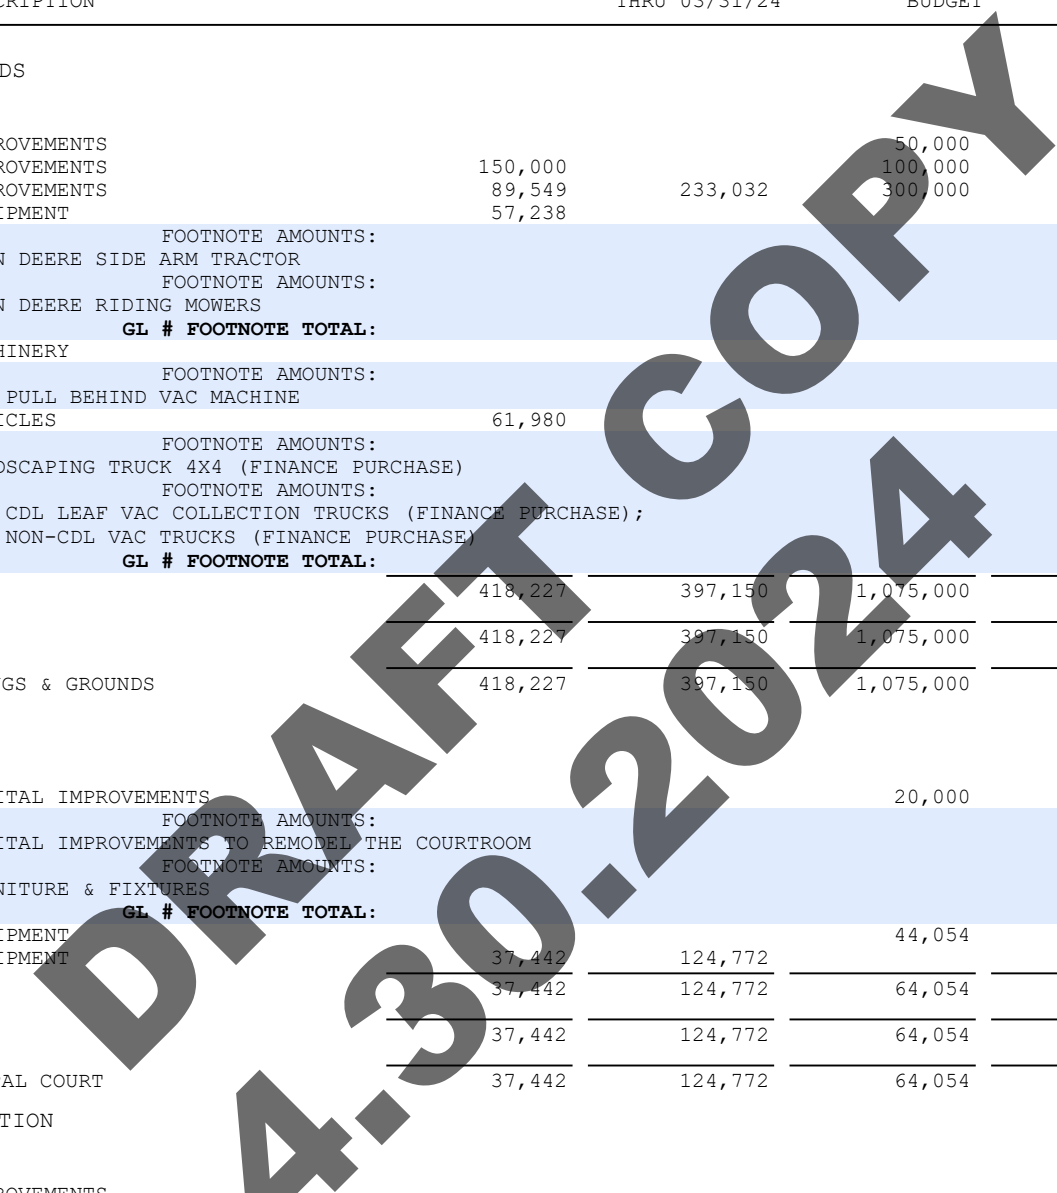 CRIPTION THRU 03/31/24 BUDGET
DS
ROVEMENTS 50,000
ROVEMENTS 150,000 100,000
ROVEMENTS 89,549 233,032 300,000
IPMENT 57,238
FOOTNOTE AMOUNTS:
N DEERE SIDE ARM TRACTOR
FOOTNOTE AMOUNTS:
N DEERE RIDING MOWERS
GL # FOOTNOTE TOTAL:
HINERY
FOOTNOTE AMOUNTS:
PULL BEHIND VAC MACHINE
ICLES 61,980
FOOTNOTE AMOUNTS:
DSCAPING TRUCK 4X4 (FINANCE PURCHASE)
FOOTNOTE AMOUNTS:
CDL LEAF VAC COLLECTION TRUCKS (FINANCE PURCHASE);
NON-CDL VAC TRUCKS (FINANCE PURCHASE)
GL # FOOTNOTE TOTAL:
418,227 397,150 1,075,000
418,227 397,150 1,075,000
NGS & GROUNDS 418,227 397,150 1,075,000
ITAL IMPROVEMENTS 20,000
FOOTNOTE AMOUNTS:
ITAL IMPROVEMENTS TO REMODEL THE COURTROOM
FOOTNOTE AMOUNTS:
NITURE & FIXTURES
GL # FOOTNOTE TOTAL:
IPMENT 44,054
IPMENT 37,442 124,772
37,442 124,772 64,054
37,442 124,772 64,054
PAL COURT 37,442 124,772 64,054
TION
ROVEMENTS
DRAFT COPY
4.30.2024